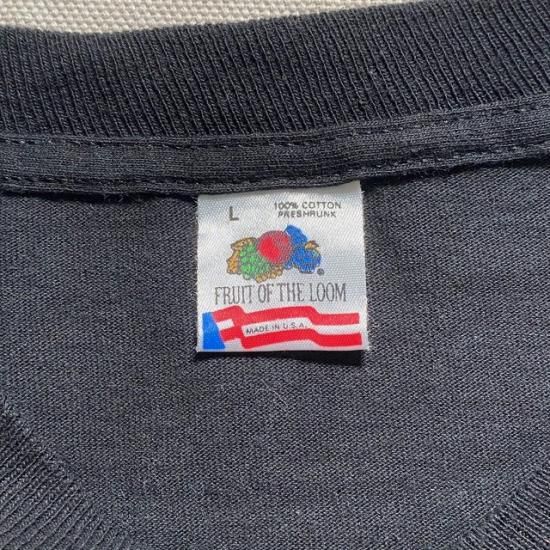 L 100% COTTON
PRESHRUNK
®
FRUIT OF THE LOOM
MADE IN U.S.A.